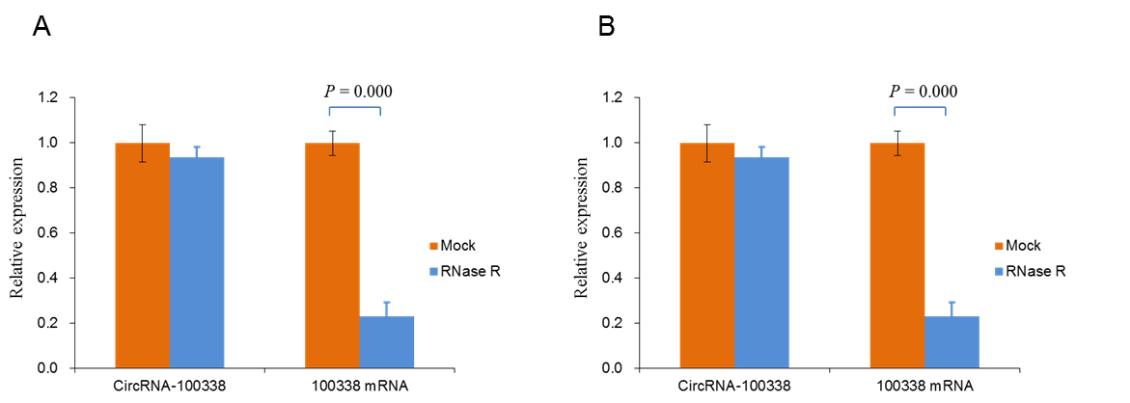 A
B
P = 0.000
P = 0.000
1.2
1.0
0.8
0.6
0.4
0.2
0.0
Relative expression
CircRNA-100338
100338 mRNA
Mock
RNase R
1.2
1.0
0.8
0.6
0.4
0.2
0.0
Relative expression
CircRNA-100338
100338 mRNA
Mock
RNase R